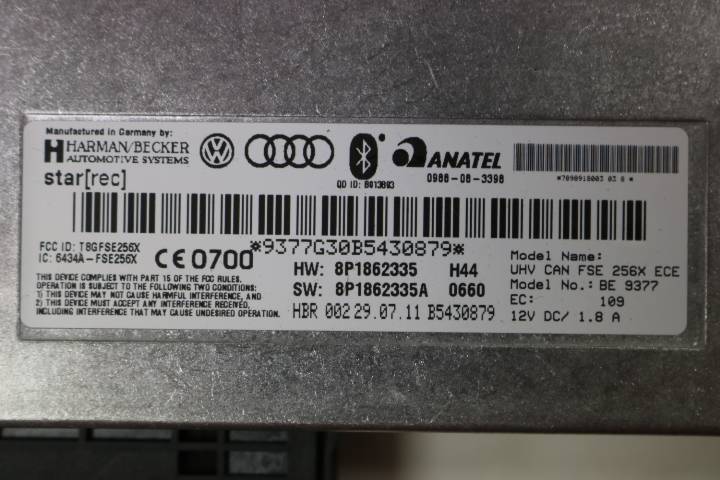 Manufactured in Germany by:
HARMAN/BECKER
AUTOMOTIVE SYSTEMS
star[rec]
ANATEL
QD ID: B013893
0988-06-3398
*9377G30B5430879*
FCC ID: T8GFSE256X
IC: 6434A-FSE256X
CE 0700
THIS DEVICE COMPLIES WITH PART 15 OF THE FCC RULES.
OPERATION IS SUBJECT TO THE FOLLOWING TWO CONDITIONS:
1) THIS DEVICE MAY NOT CAUSE HARMFUL INTERFERENCE, AND
2) THIS DEVICE MUST ACCEPT ANY INTERFERENCE RECEIVED,
INCLUDING INTERFERENCE THAT MAY CAUSE UNDESIRED OPERATION.
HW: 8P1862335 H44
SW: 8P1862335A 0660
HBR 002 29.07.11 B5430879
Model Name:
UHV CAN FSE 256X ECE
Model No.: BE 9377
EC: 109
12V DC/ 1.8 A